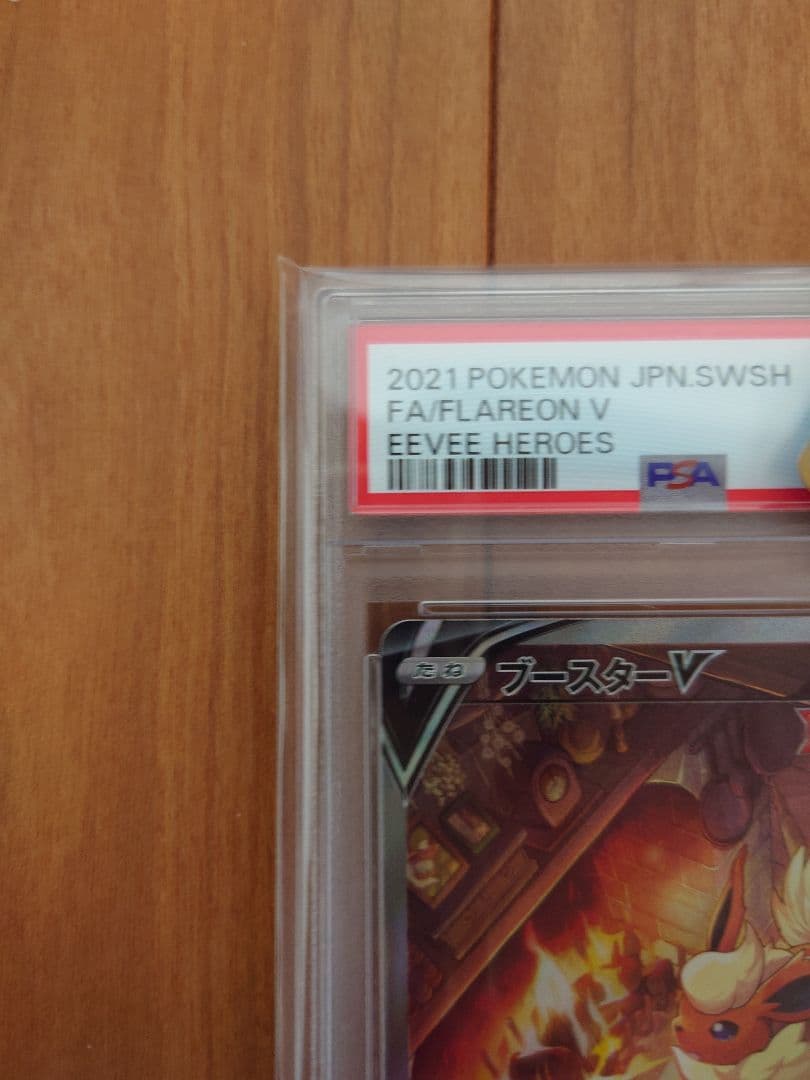 2021 POKEMON JPN.SWSH
FA/FLAREON V
EEVEE HEROES
PSA
たね ブースターV